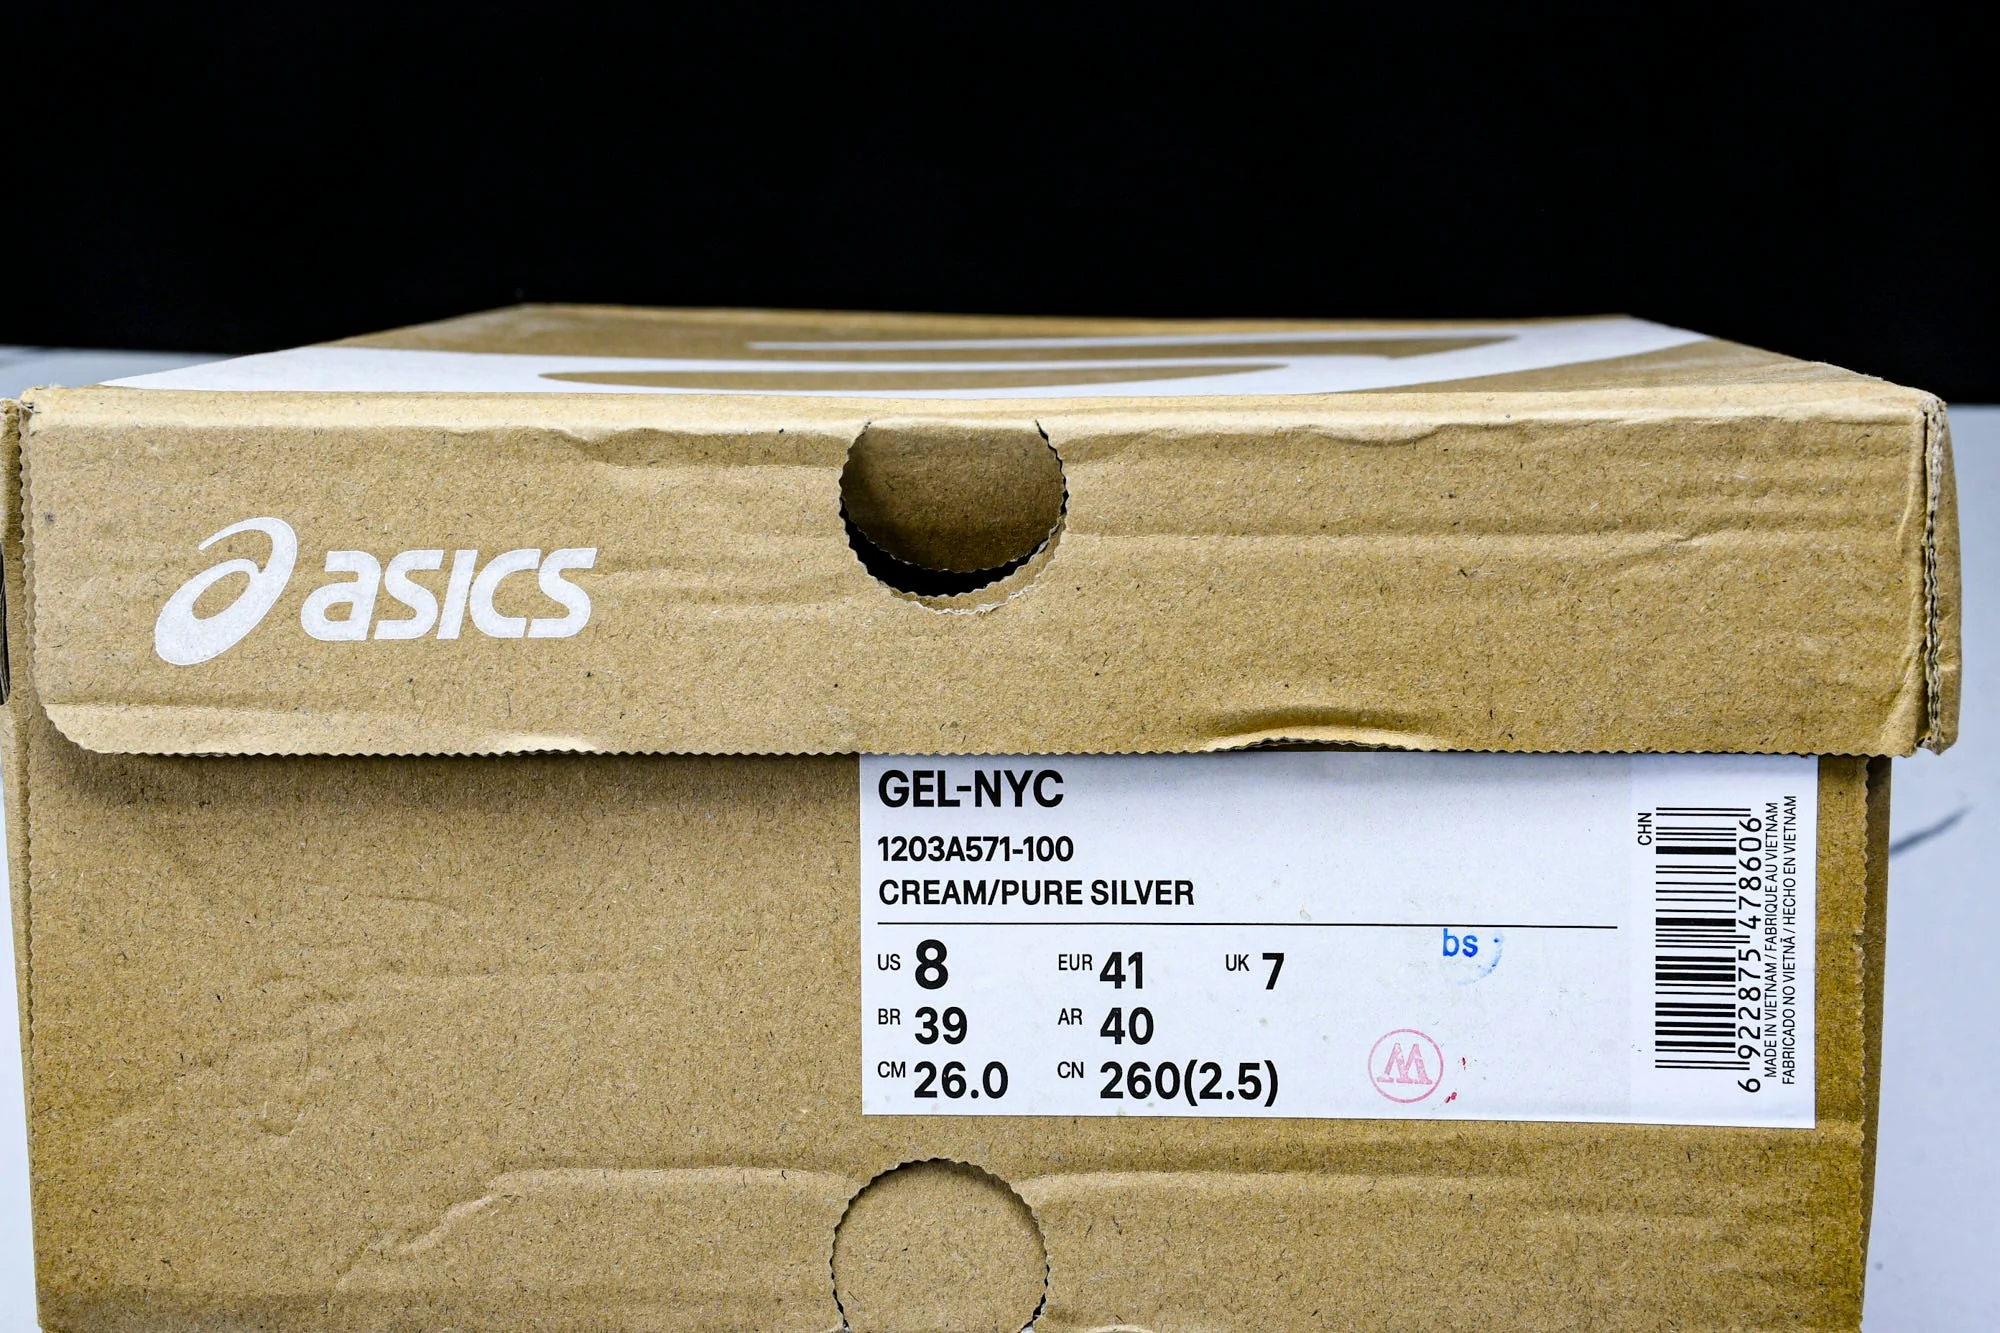 asics
GEL-NYC
1203A571-100
CREAM/PURE SILVER
US 8 EUR 41 UK 7
BR 39 AR 40
CM 26.0 CN 260(2.5)
bs
W
CHN
6 922875 478606
MADE IN VIETNAM / FABRIQUE AU VIETNAM
FABRICADO NO VIETNÃ / HECHO EN VIETNAM